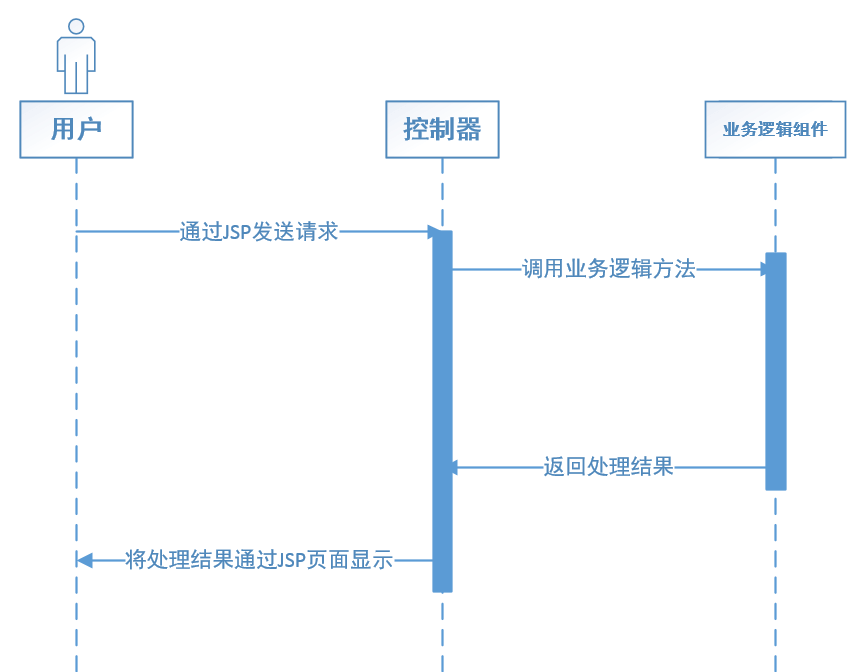 用户
控制器
业务逻辑组件
通过JSP发送请求
调用业务逻辑方法
返回处理结果
将处理结果通过JSP页面显示